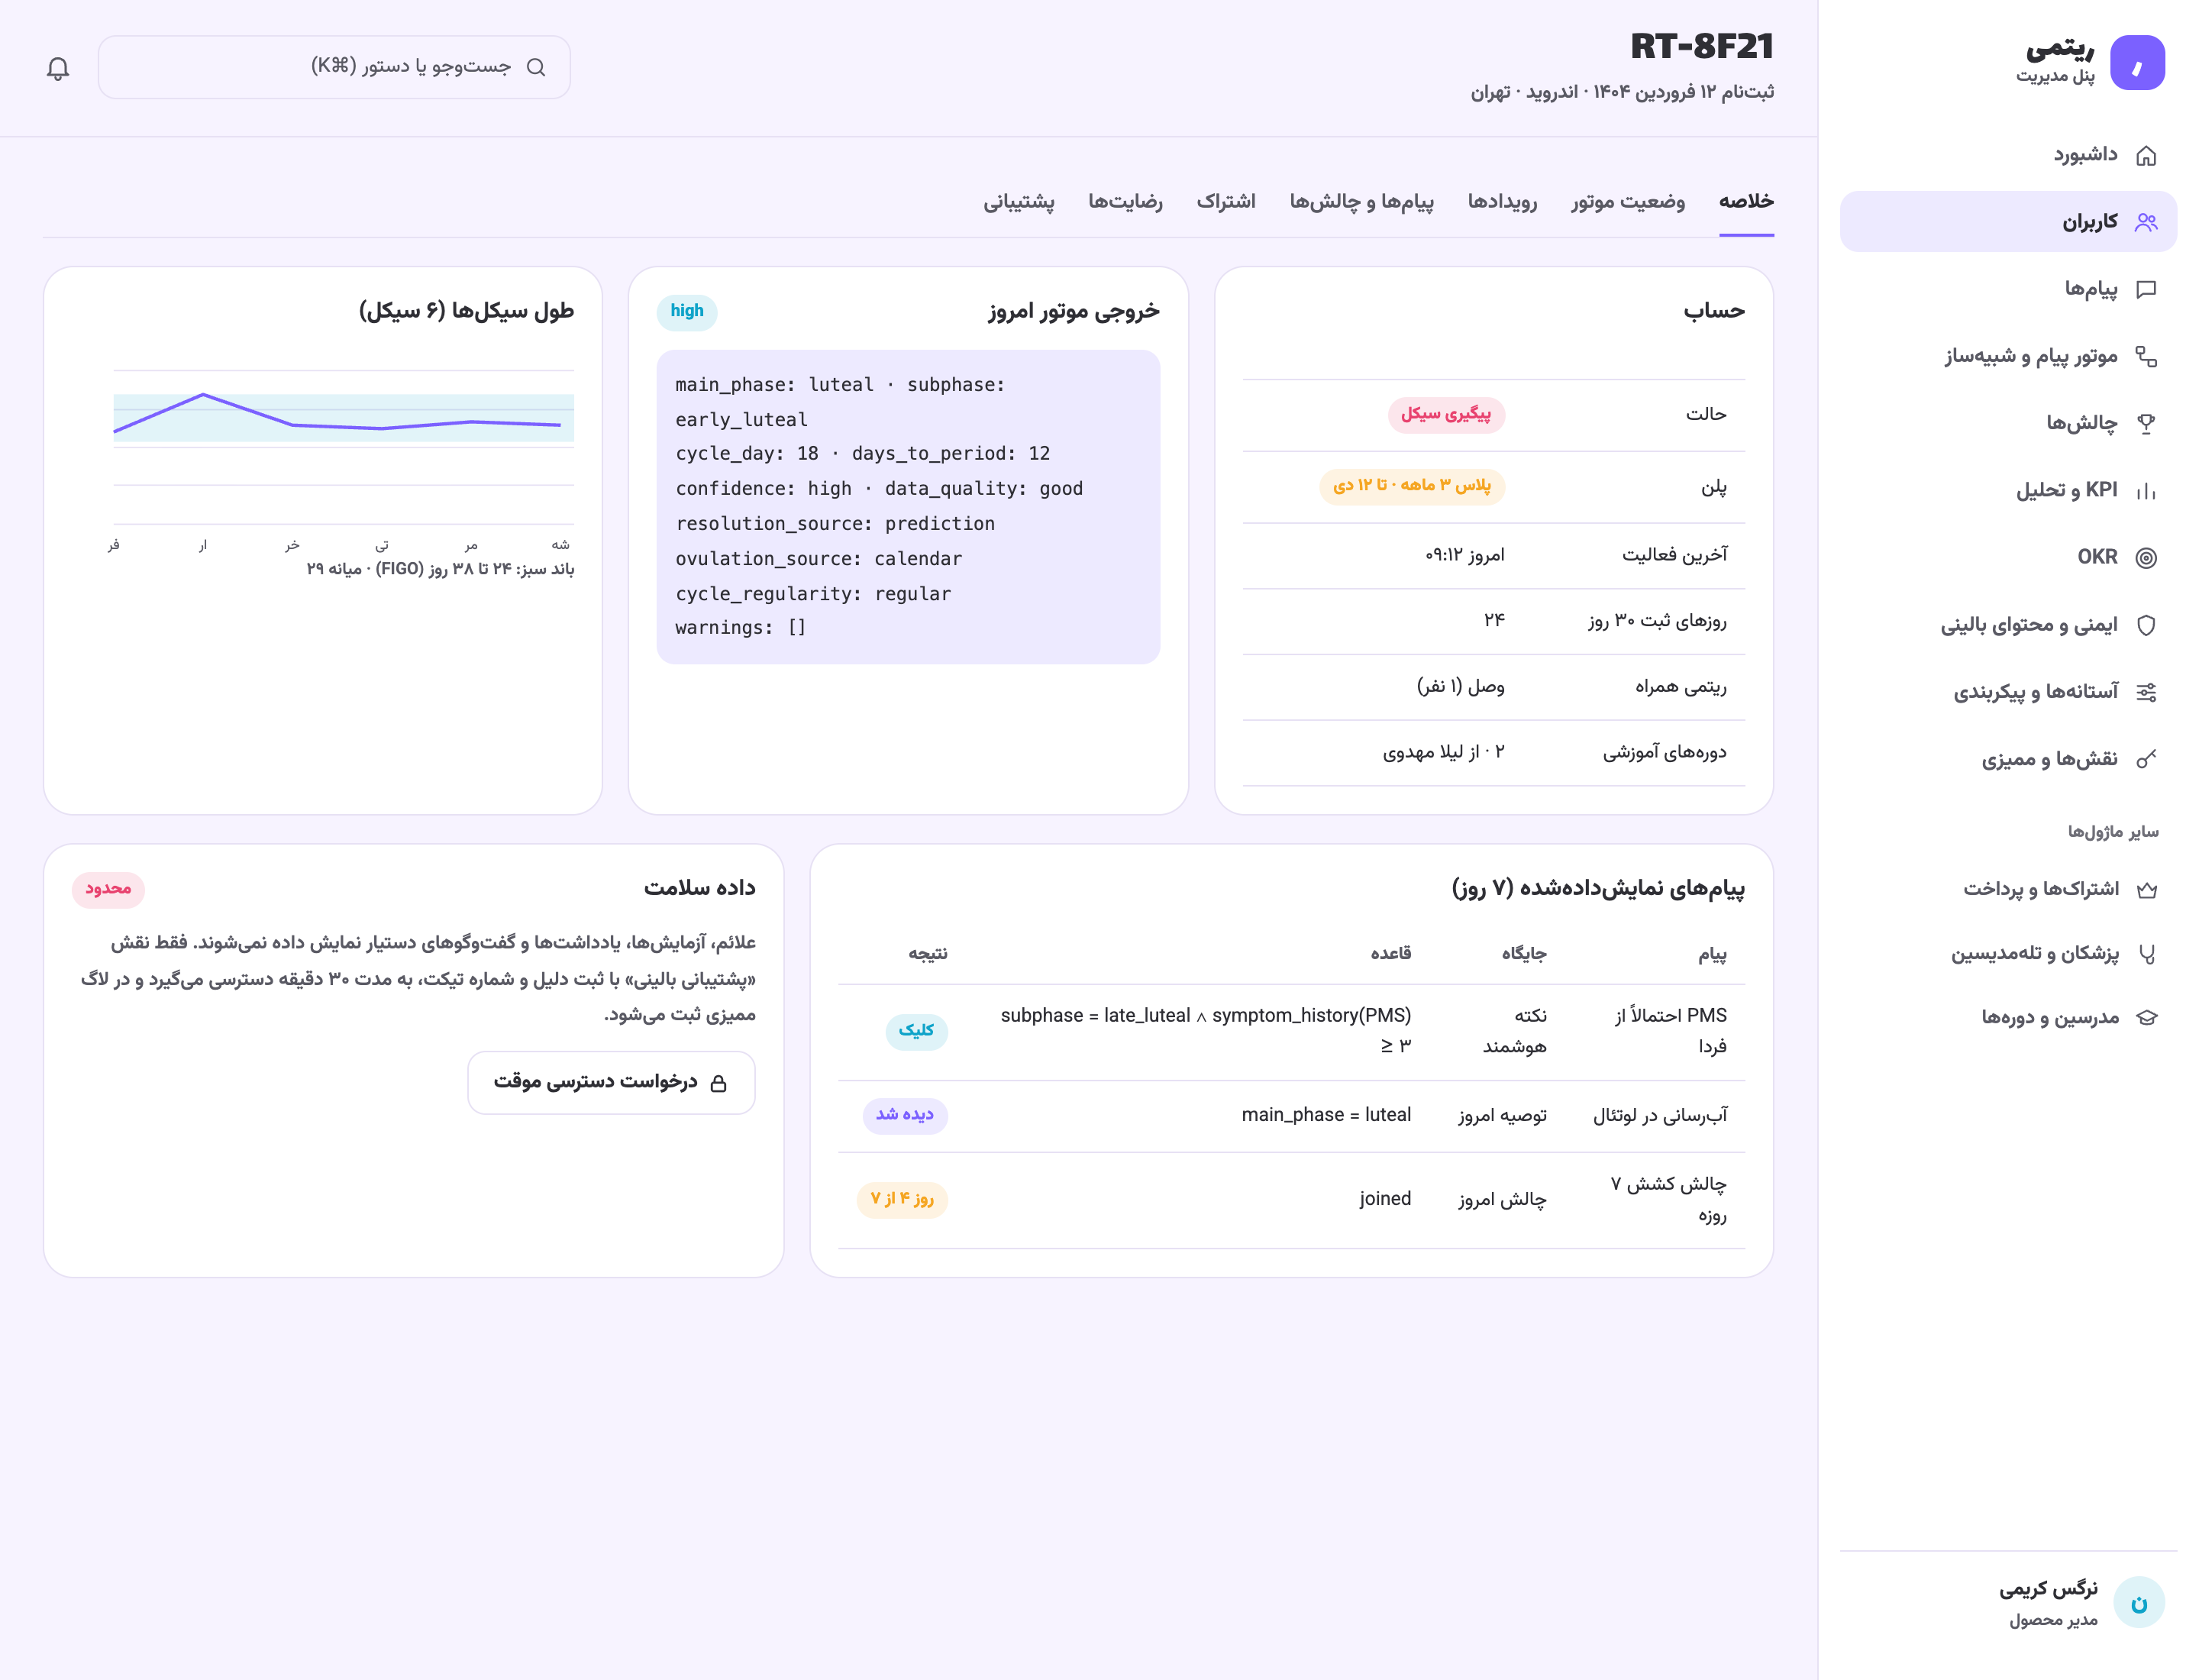 ریتمی
پنل مدیریت
داشبورد
کاربران
پیام‌ها
موتور پیام و شبیه‌ساز
چالش‌ها
KPI و تحلیل
OKR
ایمنی و محتوای بالینی
آستانه‌ها و پیکربندی
نقش‌ها و ممیزی
سایر ماژول‌ها
اشتراک‌ها و پرداخت
پزشکان و تله‌مدیسین
مدرسین و دوره‌ها
ن
نرگس کریمی
مدیر محصول
RT-8F21
ثبت‌نام ۱۲ فروردین ۱۴۰۴ · اندروید · تهران
جست‌وجو یا دستور (⌘K)
خلاصه
وضعیت موتور
رویدادها
پیام‌ها و چالش‌ها
اشتراک
رضایت‌ها
پشتیبانی
حساب
حالت پیگیری سیکل
پلن پلاس ۳ ماهه · تا ۱۲ دی
آخرین فعالیت امروز ۰۹:۱۲
روزهای ثبت ۳۰ روز ۲۴
ریتمی همراه وصل (۱ نفر)
دوره‌های آموزشی ۲ · از لیلا مهدوی
خروجی موتور امروز
high
main_phase: luteal · subphase:
early_luteal
cycle_day: 18 · days_to_period: 12
confidence: high · data_quality: good
resolution_source: prediction
ovulation_source: calendar
cycle_regularity: regular
warnings: []
طول سیکل‌ها (۶ سیکل)
فر ار خر تی مر شه
باند سبز: ۲۴ تا ۳۸ روز (FIGO) · میانه ۲۹
پیام‌های نمایش‌داده‌شده (۷ روز)
پیام جایگاه قاعده نتیجه
PMS احتمالاً از
فردا
نکته
هوشمند
subphase = late_luteal ∧ symptom_history(PMS)
≥ ۳
کلیک
آب‌رسانی در لوتئال توصیه امروز main_phase = luteal دیده شد
چالش کشش ۷
روزه
چالش امروز
joined
روز ۴ از ۷
داده سلامت
محدود
علائم، آزمایش‌ها، یادداشت‌ها و گفت‌وگوهای دستیار نمایش داده نمی‌شوند. فقط نقش
«پشتیبانی بالینی» با ثبت دلیل و شماره تیکت، به مدت ۳۰ دقیقه دسترسی می‌گیرد و در لاگ
ممیزی ثبت می‌شود.
درخواست دسترسی موقت